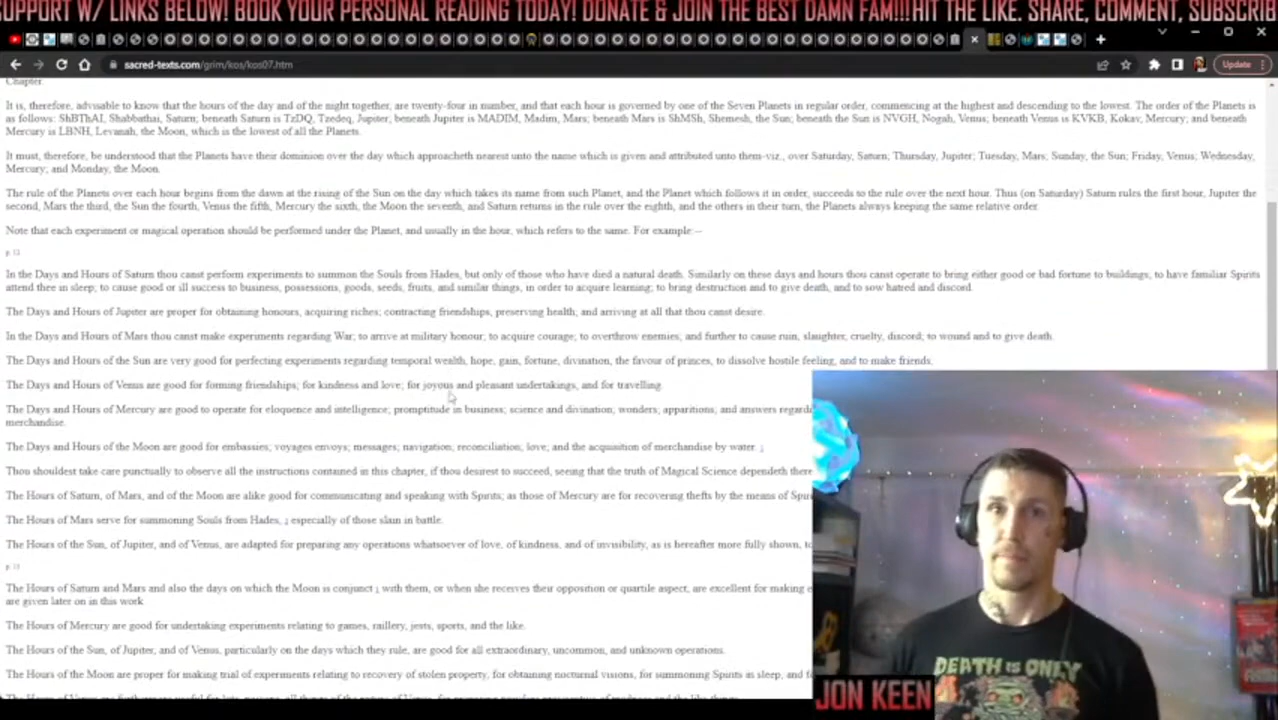 SUPPORT W/ LINKS BELOW! BOOK YOUR PERSONAL READING TODAY! DONATE & JOIN THE BEST DAMN FAM!!!HIT THE LIKE. SHARE, COMMENT, SUBSCRIB
sacred-texts.com/grim/kos/kos07.htm
Update
Chapter.
It is, therefore, advisable to know that the hours of the day and of the night together, are twenty-four in number, and that each hour is governed by one of the Seven Planets in regular order, commencing at the highest and descending to the lowest. The order of the Planets is
as follows: ShBThAI, Shabbathai, Saturn; beneath Saturn is TzDQ, Tzedeq, Jupiter; beneath Jupiter is MADIM, Madim, Mars; beneath Mars is ShMSh, Shemesh, the Sun; beneath the Sun is NVGH, Nogah, Venus; beneath Venus is KVKB, Kokav, Mercury; and beneath
Mercury is LBNH, Levanah, the Moon, which is the lowest of all the Planets.
It must, therefore, be understood that the Planets have their dominion over the day which approacheth nearest unto the name which is given and attributed unto them-viz., over Saturday, Saturn; Thursday, Jupiter; Tuesday, Mars; Sunday, the Sun; Friday, Venus; Wednesday,
Mercury; and Monday, the Moon.
The rule of the Planets over each hour begins from the dawn at the rising of the Sun on the day which takes its name from such Planet, and the Planet which follows it in order, succeeds to the rule over the next hour. Thus (on Saturday) Saturn rules the first hour, Jupiter the
second, Mars the third, the Sun the fourth, Venus the fifth, Mercury the sixth, the Moon the seventh, and Saturn returns in the rule over the eighth, and the others in their turn, the Planets always keeping the same relative order.
Note that each experiment or magical operation should be performed under the Planet, and usually in the hour, which refers to the same. For example:--
In the Days and Hours of Saturn thou canst perform experiments to summon the Souls from Hades, but only of those who have died a natural death. Similarly on these days and hours thou canst operate to bring either good or bad fortune to buildings; to have familiar Spirits
attend thee in sleep; to cause good or ill success to business, possessions, goods, seeds, fruits, and similar things, in order to acquire learning; to bring destruction and to give death, and to sow hatred and discord.
The Days and Hours of Jupiter are proper for obtaining honours, acquiring riches; contracting friendships, preserving health; and arriving at all that thou canst desire.
In the Days and Hours of Mars thou canst make experiments regarding War; to arrive at military honour; to acquire courage; to overthrow enemies; and further to cause ruin, slaughter, cruelty, discord; to wound and to give death.
The Days and Hours of the Sun are very good for perfecting experiments regarding temporal wealth, hope, gain, fortune, divination, the favour of princes, to dissolve hostile feeling, and to make friends.
The Days and Hours of Venus are good for forming friendships; for kindness and love; for joyous and pleasant undertakings, and for travelling.
The Days and Hours of Mercury are good to operate for eloquence and intelligence; promptitude in business; science and divination; wonders; apparitions; and answers regard
merchandise.
The Days and Hours of the Moon are good for embassies; voyages envoys; messages; navigation; reconciliation; love; and the acquisition of merchandise by water.
Thou shouldest take care punctually to observe all the instructions contained in this chapter, if thou desirest to succeed, seeing that the truth of Magical Science dependeth there
The Hours of Saturn, of Mars, and of the Moon are alike good for communicating and speaking with Spirits; as those of Mercury are for recovering thefts by the means of Spi
The Hours of Mars serve for summoning Souls from Hades, especially of those slain in battle.
The Hours of the Sun, of Jupiter, and of Venus, are adapted for preparing any operations whatsoever of love, of kindness, and of invisibility, as is hereafter more fully shown, to
The Hours of Saturn and Mars and also the days on which the Moon is conjunct with them, or when she receives their opposition or quartile aspect, are excellent for making e
are given later on in this work
The Hours of Mercury are good for undertaking experiments relating to games, raillery, jests, sports, and the like.
The Hours of the Sun, of Jupiter, and of Venus, particularly on the days which they rule, are good for all extraordinary, uncommon, and unknown operations.
The Hours of the Moon are proper for making trial of experiments relating to recovery of stolen property, for obtaining nocturnal visions, for summoning Spirits in sleep, and f
DEATH IS ONLY
JON KEEN